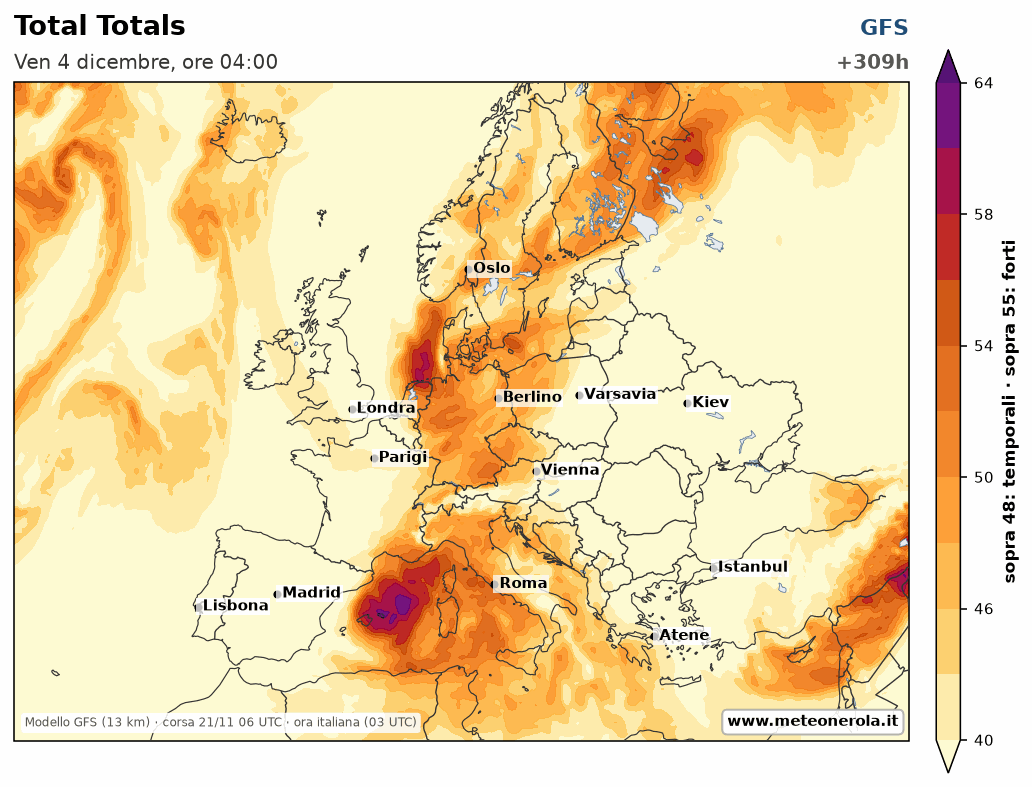 Total Totals
GFS
Ven 4 dicembre, ore 04:00
+309h
64
58
54
50
46
40
sopra 48: temporali · sopra 55: forti
Oslo
Londra
Berlino
Varsavia
Kiev
Parigi
Vienna
Istanbul
Madrid
Roma
Lisbona
Atene
Modello GFS (13 km) · corsa 21/11 06 UTC · ora italiana (03 UTC)
www.meteonerola.it